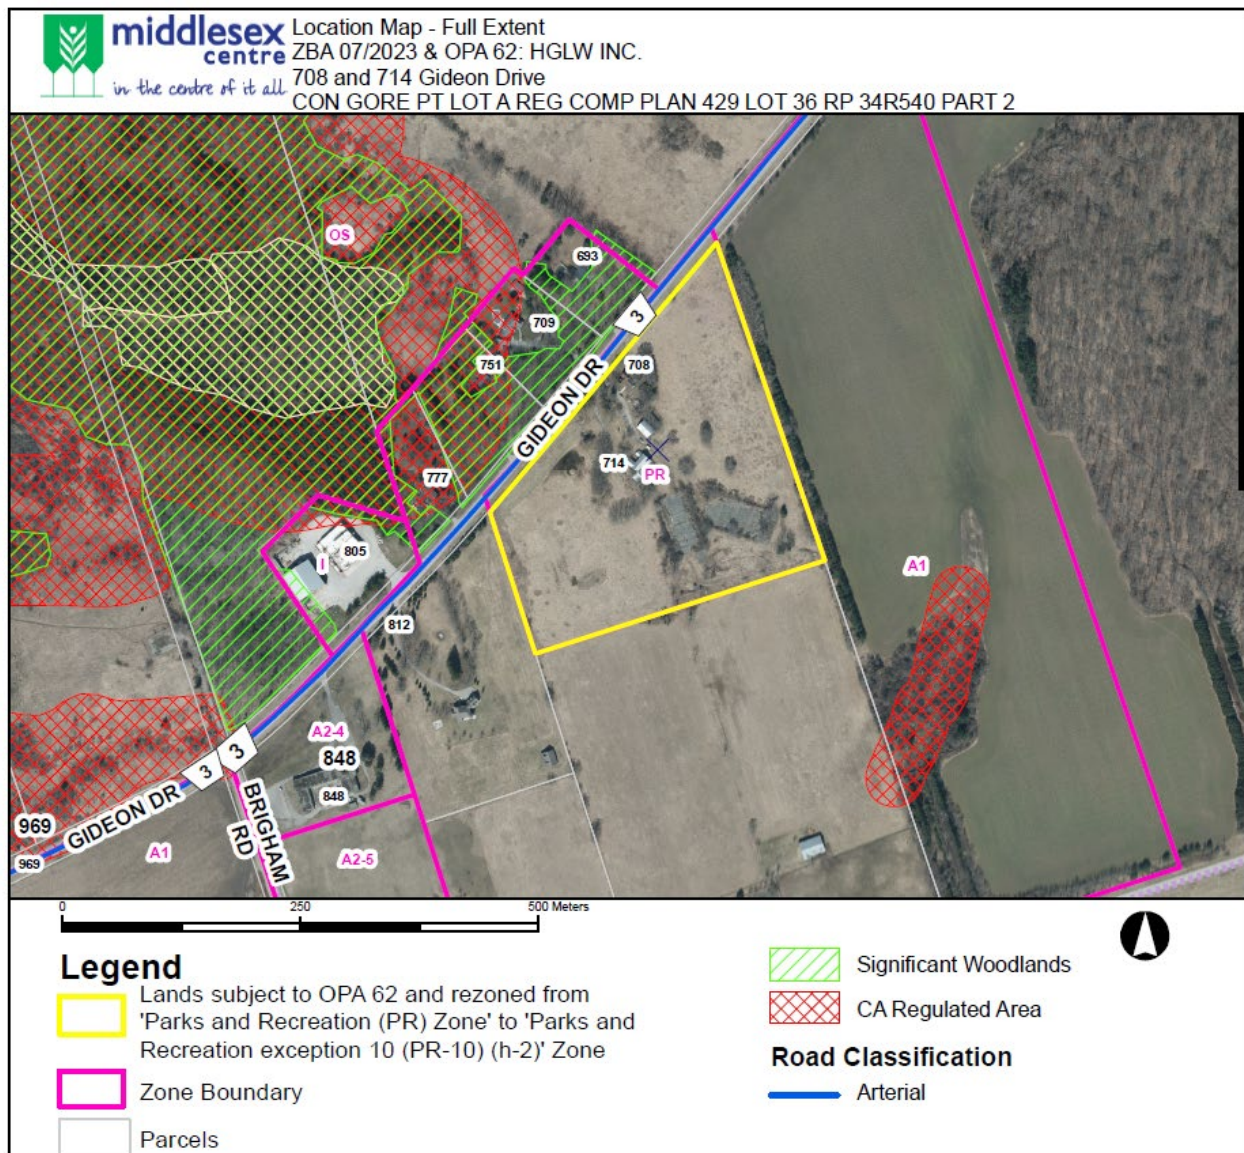 middlesex
centre
in the centre of it all
Location Map - Full Extent
ZBA 07/2023 & OPA 62: HGLW INC.
708 and 714 Gideon Drive
CON GORE PT LOT A REG COMP PLAN 429 LOT 36 RP 34R540 PART 2
OS
693
709
3
751
708
GIDEON DR
714
PR
777
805
I
A1
812
A2-4
848
3
3
848
GIDEON DR
BRIGHAM
RD
969
969
A1
A2-5
0
250
500 Meters
Legend
Lands subject to OPA 62 and rezoned from
'Parks and Recreation (PR) Zone' to 'Parks and
Recreation exception 10 (PR-10) (h-2)' Zone
Zone Boundary
Parcels
Significant Woodlands
CA Regulated Area
Road Classification
Arterial